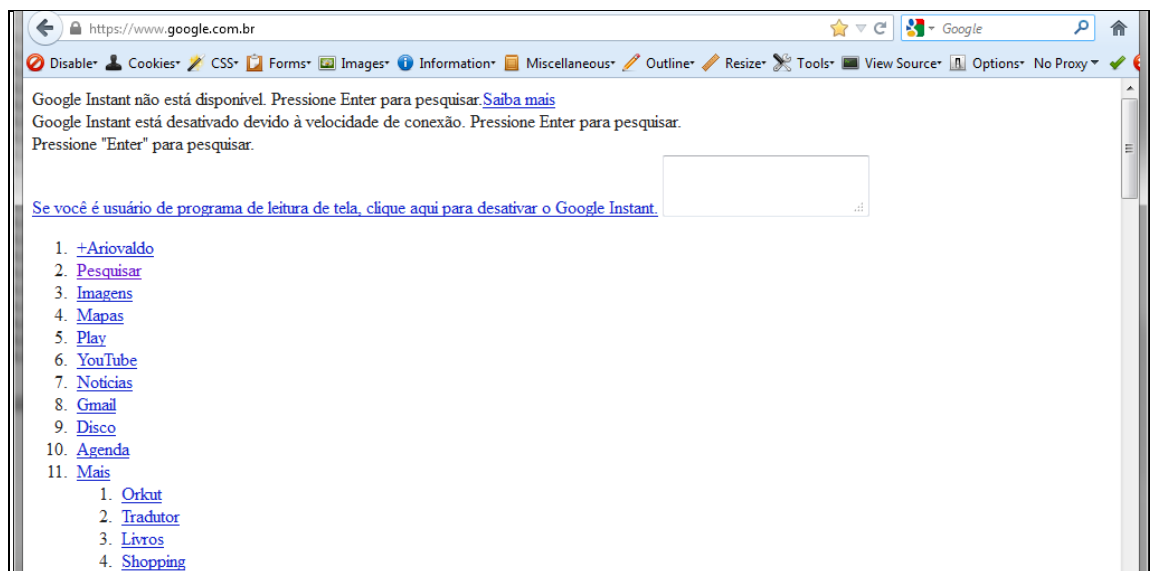 https://www.google.com.br Google
Disable Cookies CSS Forms Images Information Miscellaneous Outline Resize Tools View Source Options No Proxy
Google Instant não está disponível. Pressione Enter para pesquisar.Saiba mais
Google Instant está desativado devido à velocidade de conexão. Pressione Enter para pesquisar.
Pressione "Enter" para pesquisar.
Se você é usuário de programa de leitura de tela, clique aqui para desativar o Google Instant.
1. +Ariovaldo
2. Pesquisar
3. Imagens
4. Mapas
5. Play
6. YouTube
7. Notícias
8. Gmail
9. Disco
10. Agenda
11. Mais
1. Orkut
2. Tradutor
3. Livros
4. Shopping